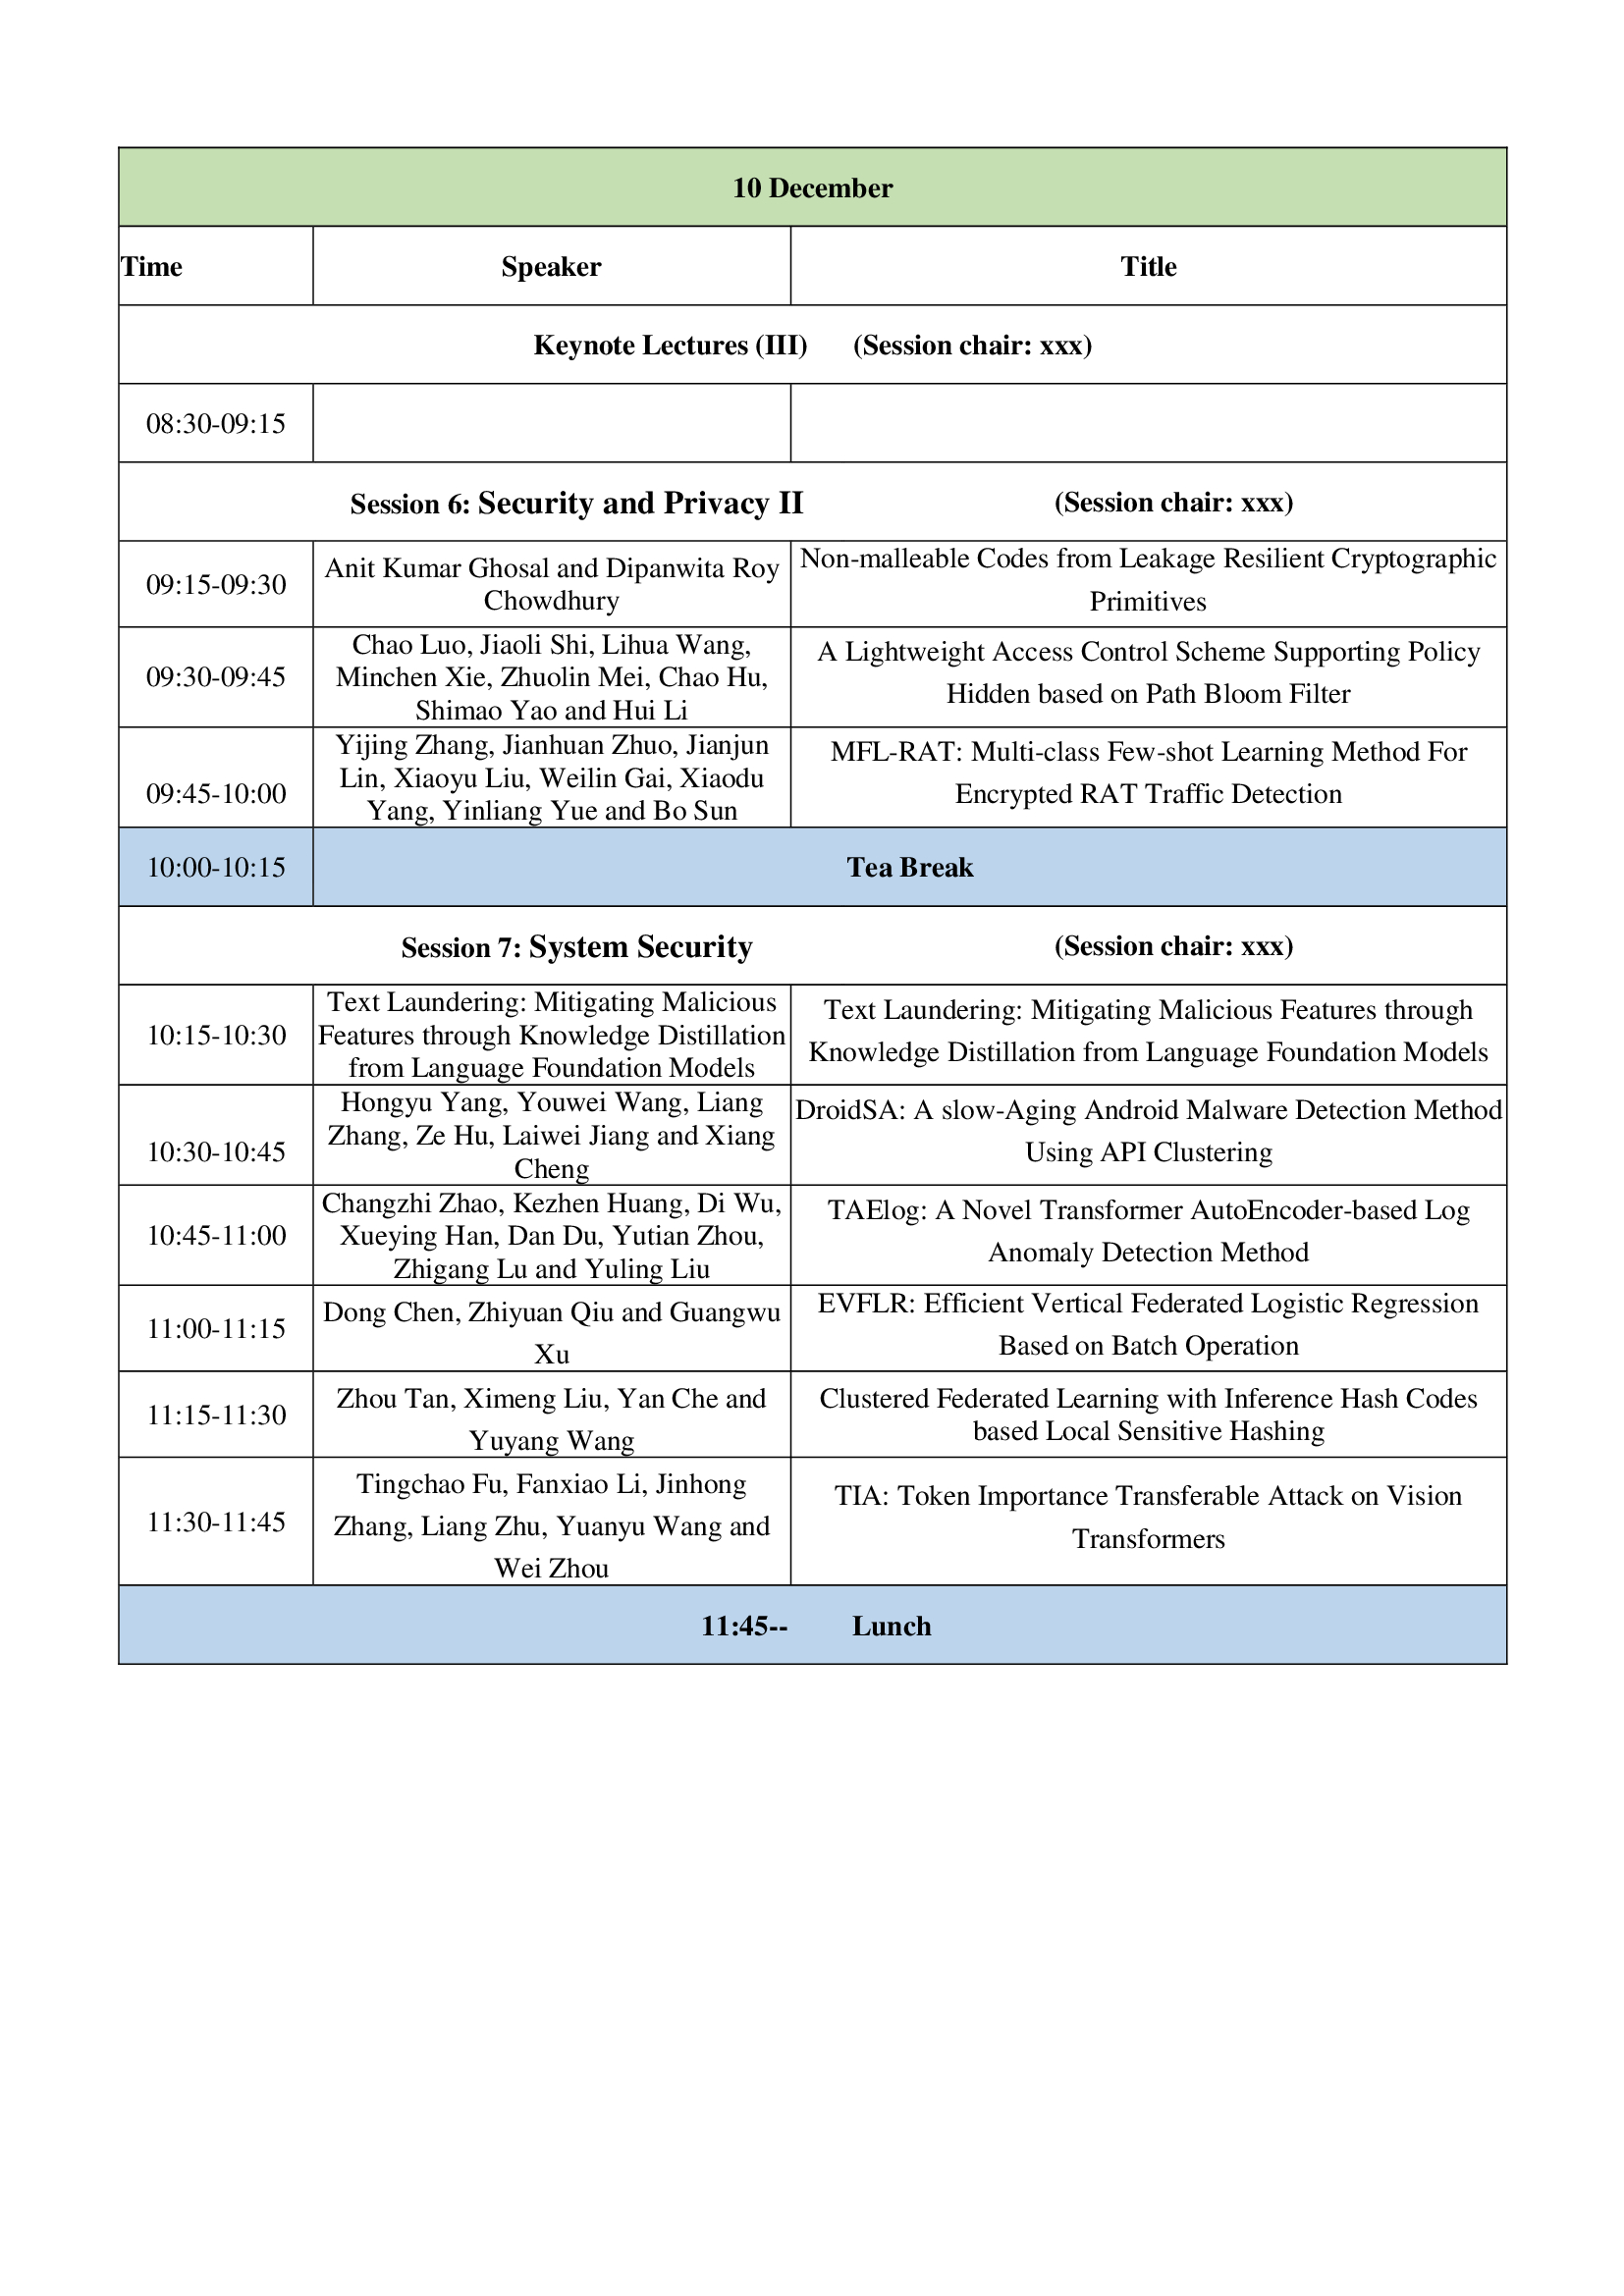 10 December
Time Speaker Title
Keynote Lectures (III) (Session chair: xxx)
08:30-09:15
Session 6: Security and Privacy II (Session chair: xxx)
09:15-09:30
Anit Kumar Ghosal and Dipanwita Roy
Chowdhury
Non-malleable Codes from Leakage Resilient Cryptographic
Primitives
09:30-09:45
Chao Luo, Jiaoli Shi, Lihua Wang,
Minchen Xie, Zhuolin Mei, Chao Hu,
Shimao Yao and Hui Li
A Lightweight Access Control Scheme Supporting Policy
Hidden based on Path Bloom Filter
09:45-10:00
Yijing Zhang, Jianhuan Zhuo, Jianjun
Lin, Xiaoyu Liu, Weilin Gai, Xiaodu
Yang, Yinliang Yue and Bo Sun
MFL-RAT: Multi-class Few-shot Learning Method For
Encrypted RAT Traffic Detection
10:00-10:15 Tea Break
Session 7: System Security (Session chair: xxx)
10:15-10:30
Text Laundering: Mitigating Malicious
Features through Knowledge Distillation
from Language Foundation Models
Text Laundering: Mitigating Malicious Features through
Knowledge Distillation from Language Foundation Models
10:30-10:45
Hongyu Yang, Youwei Wang, Liang
Zhang, Ze Hu, Laiwei Jiang and Xiang
Cheng
DroidSA: A slow-Aging Android Malware Detection Method
Using API Clustering
10:45-11:00
Changzhi Zhao, Kezhen Huang, Di Wu,
Xueying Han, Dan Du, Yutian Zhou,
Zhigang Lu and Yuling Liu
TAElog: A Novel Transformer AutoEncoder-based Log
Anomaly Detection Method
11:00-11:15
Dong Chen, Zhiyuan Qiu and Guangwu
Xu
EVFLR: Efficient Vertical Federated Logistic Regression
Based on Batch Operation
11:15-11:30
Zhou Tan, Ximeng Liu, Yan Che and
Yuyang Wang
Clustered Federated Learning with Inference Hash Codes
based Local Sensitive Hashing
11:30-11:45
Tingchao Fu, Fanxiao Li, Jinhong
Zhang, Liang Zhu, Yuanyu Wang and
Wei Zhou
TIA: Token Importance Transferable Attack on Vision
Transformers
11:45-- Lunch